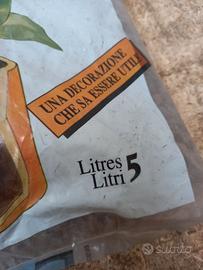 UNA DECORAZIONE
CHE SA ESSERE UTILE
Litres 5
Litri
subito